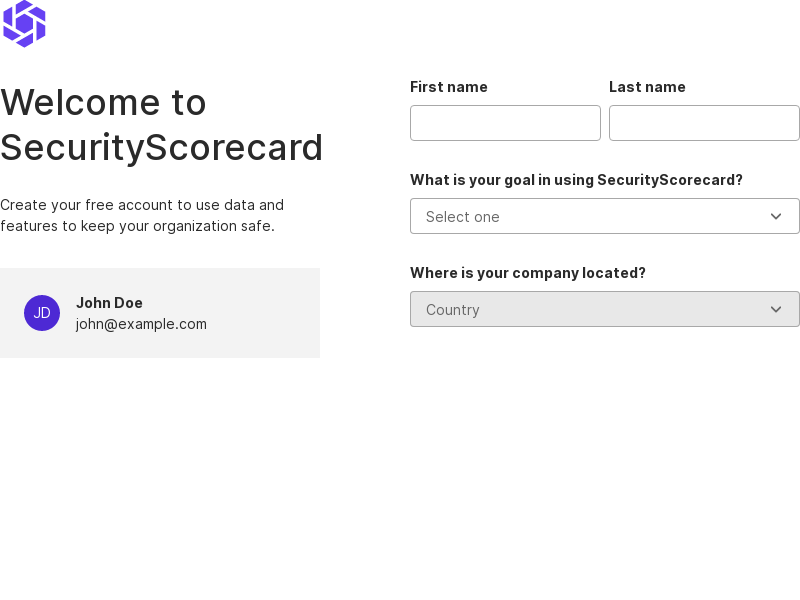 Welcome to
SecurityScorecard
Create your free account to use data and
features to keep your organization safe.
JD
John Doe
john@example.com
First name
Last name
What is your goal in using SecurityScorecard?
Select one
Where is your company located?
Country